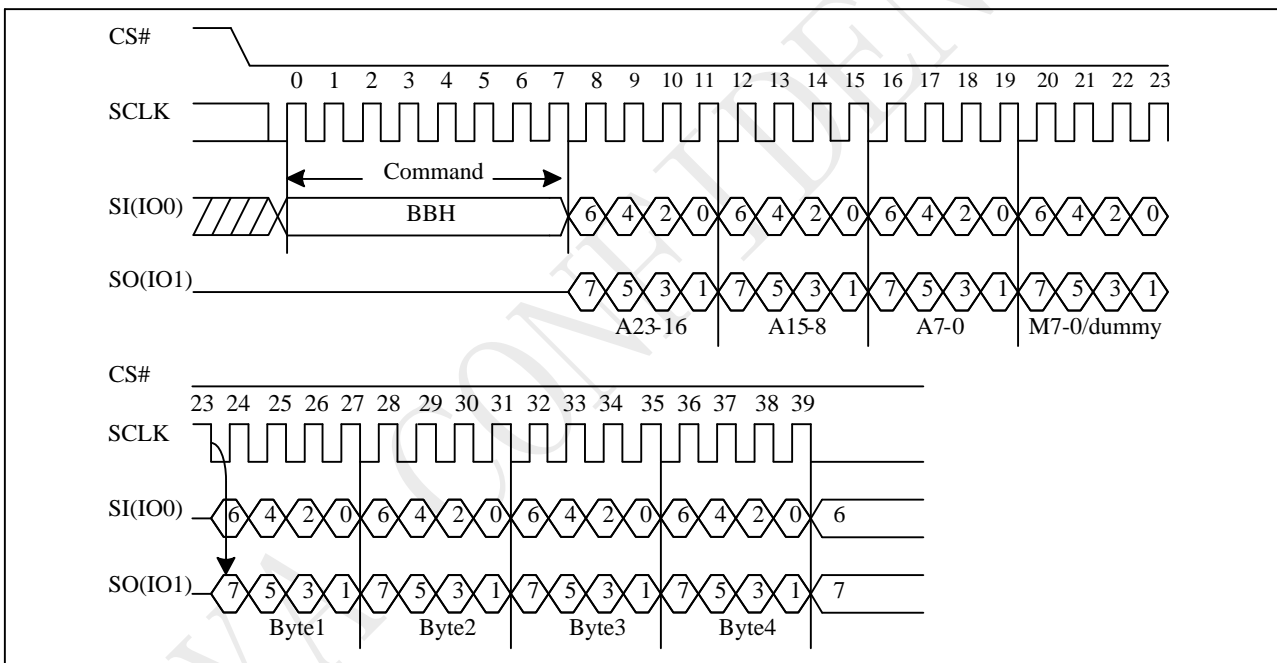 CS#
0 1 2 3 4 5 6 7 8 9 10 11 12 13 14 15 16 17 18 19 20 21 22 23
SCLK
Command
SI(IO0) BBH 6 4 2 0 6 4 2 0 6 4 2 0 6 4 2 0
SO(IO1) 7 5 3 1 7 5 3 1 7 5 3 1 7 5 3 1
A23-16 A15-8 A7-0 M7-0/dummy
CS#
23 24 25 26 27 28 29 30 31 32 33 34 35 36 37 38 39
SCLK
SI(IO0) 6 4 2 0 6 4 2 0 6 4 2 0 6 4 2 0 6
SO(IO1) 7 5 3 1 7 5 3 1 7 5 3 1 7 5 3 1 7
Byte1 Byte2 Byte3 Byte4